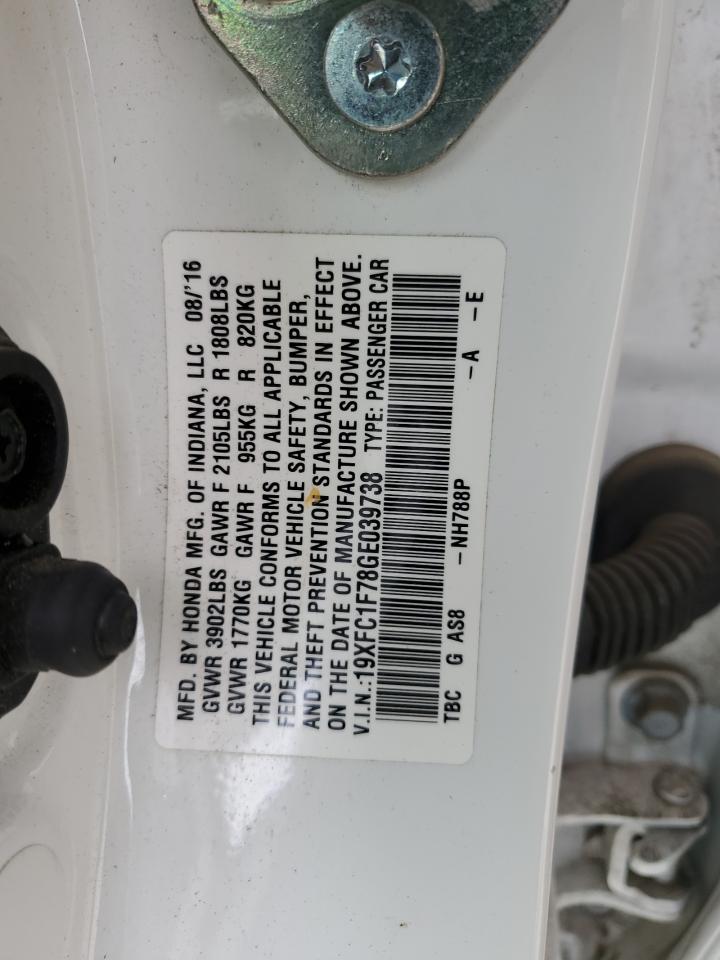 MFD. BY HONDA MFG. OF INDIANA, LLC 08/'16
GVWR 3902LBS GAWR F 2105LBS R 1808LBS
GVWR 1770KG GAWR F 955KG R 820KG
THIS VEHICLE CONFORMS TO ALL APPLICABLE
FEDERAL MOTOR VEHICLE SAFETY, BUMPER,
AND THEFT PREVENTION STANDARDS IN EFFECT
ON THE DATE OF MANUFACTURE SHOWN ABOVE.
V.I.N.:19XFC1F78GE039738 TYPE: PASSENGER CAR
TBC G AS8 -NH788P -A -E